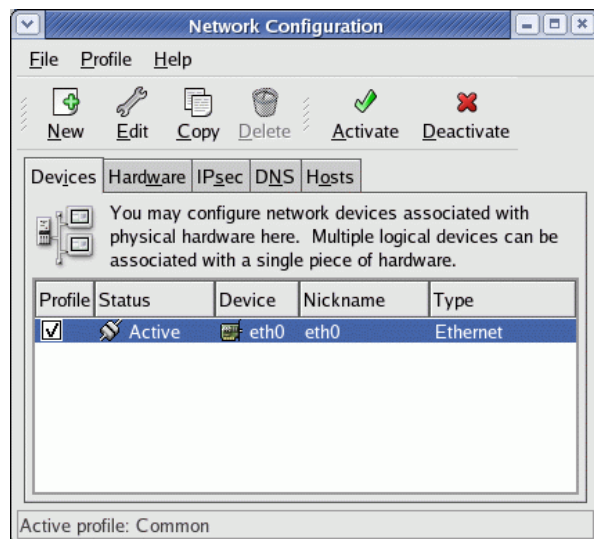 Network Configuration
File Profile Help
New Edit Copy Delete Activate Deactivate
Devices Hardware IPsec DNS Hosts
You may configure network devices associated with
physical hardware here. Multiple logical devices can be
associated with a single piece of hardware.
Profile Status Device Nickname Type
Active eth0 eth0 Ethernet
Active profile: Common